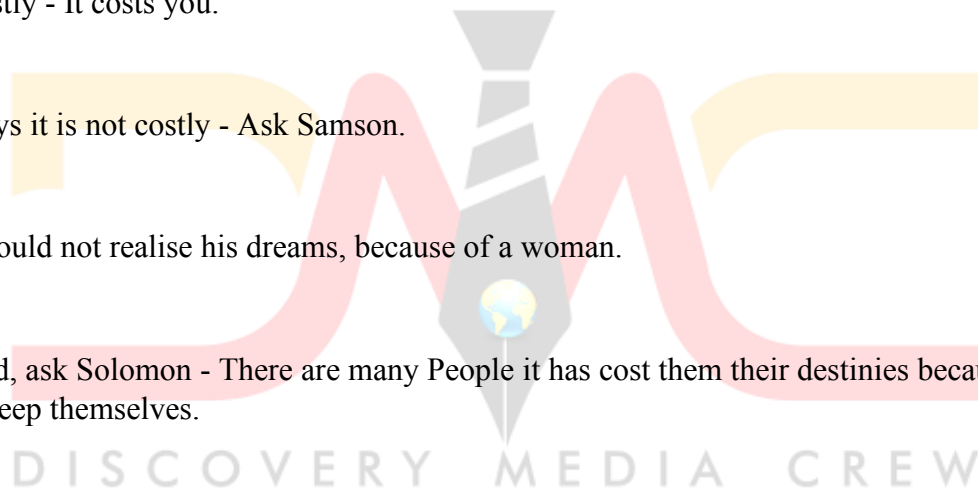 stly - It costs you.
ys it is not costly - Ask Samson.
ould not realise his dreams, because of a woman.
d, ask Solomon - There are many People it has cost them their destinies becau
eep themselves.
DISCOVERY MEDIA CREW